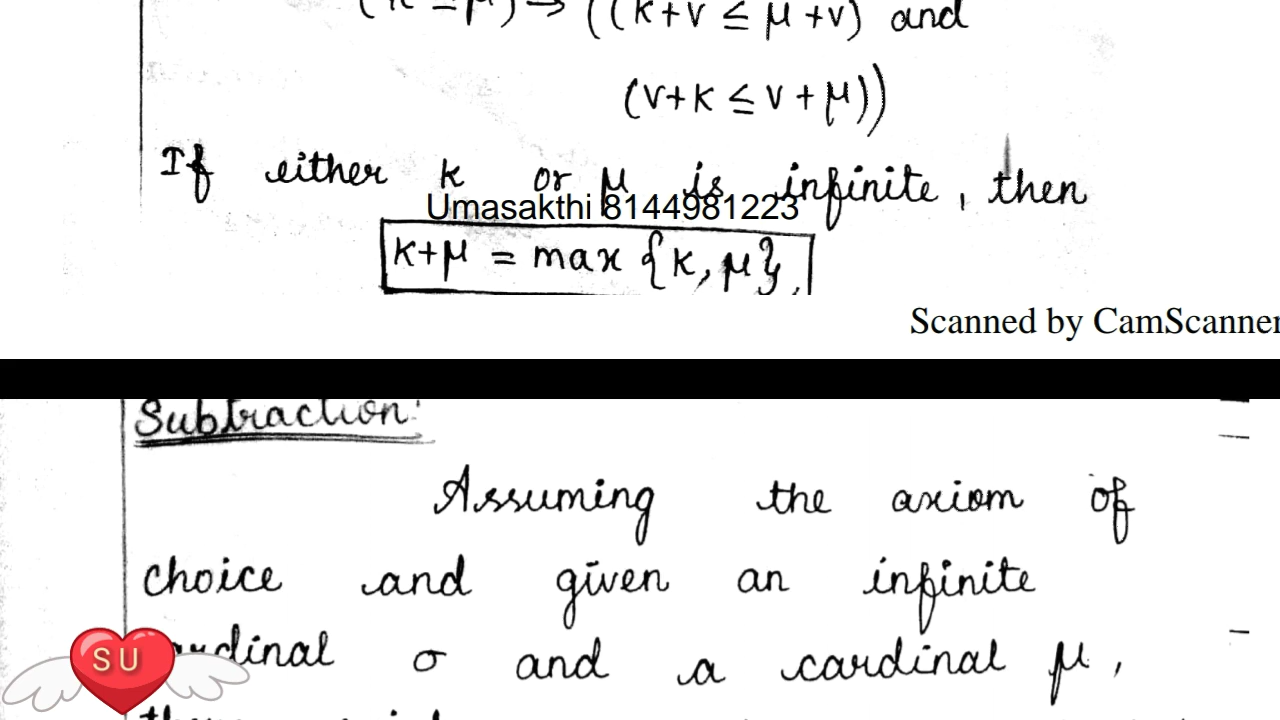 (K ≤ μ) → ((K+ν ≤ μ+ν) and
(ν+K ≤ ν+μ))
If either K or μ is infinite, then
Umasakthi 8144981223
K+μ = max {K, μ}.
Scanned by CamScanner
Subtraction:
Assuming the axiom of
choice and given an infinite
cardinal σ and a cardinal μ,
SU